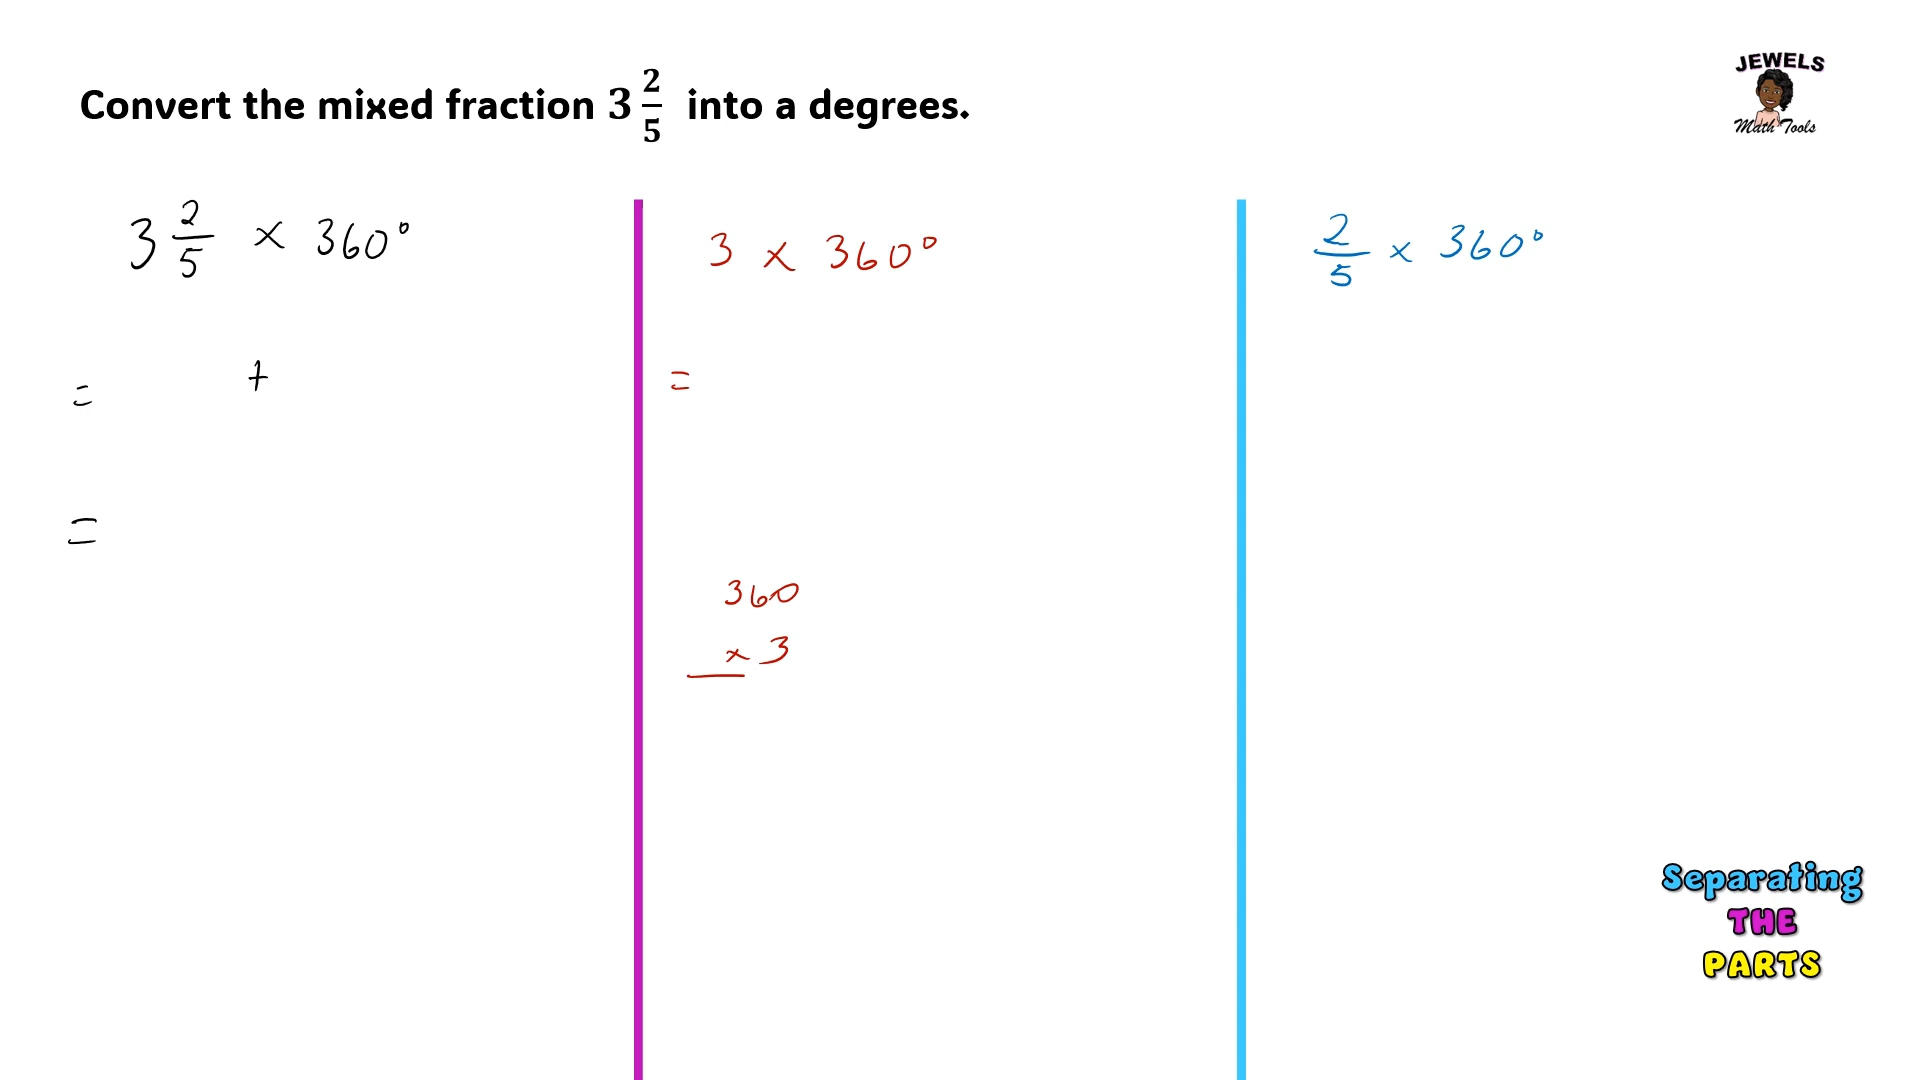 Convert the mixed fraction 3 2/5 into a degrees.
JEWELS
Math Tools
3 2/5 × 360°
= +
=
3 × 360°
=
360
× 3
2/5 × 360°
Separating
THE
PARTS